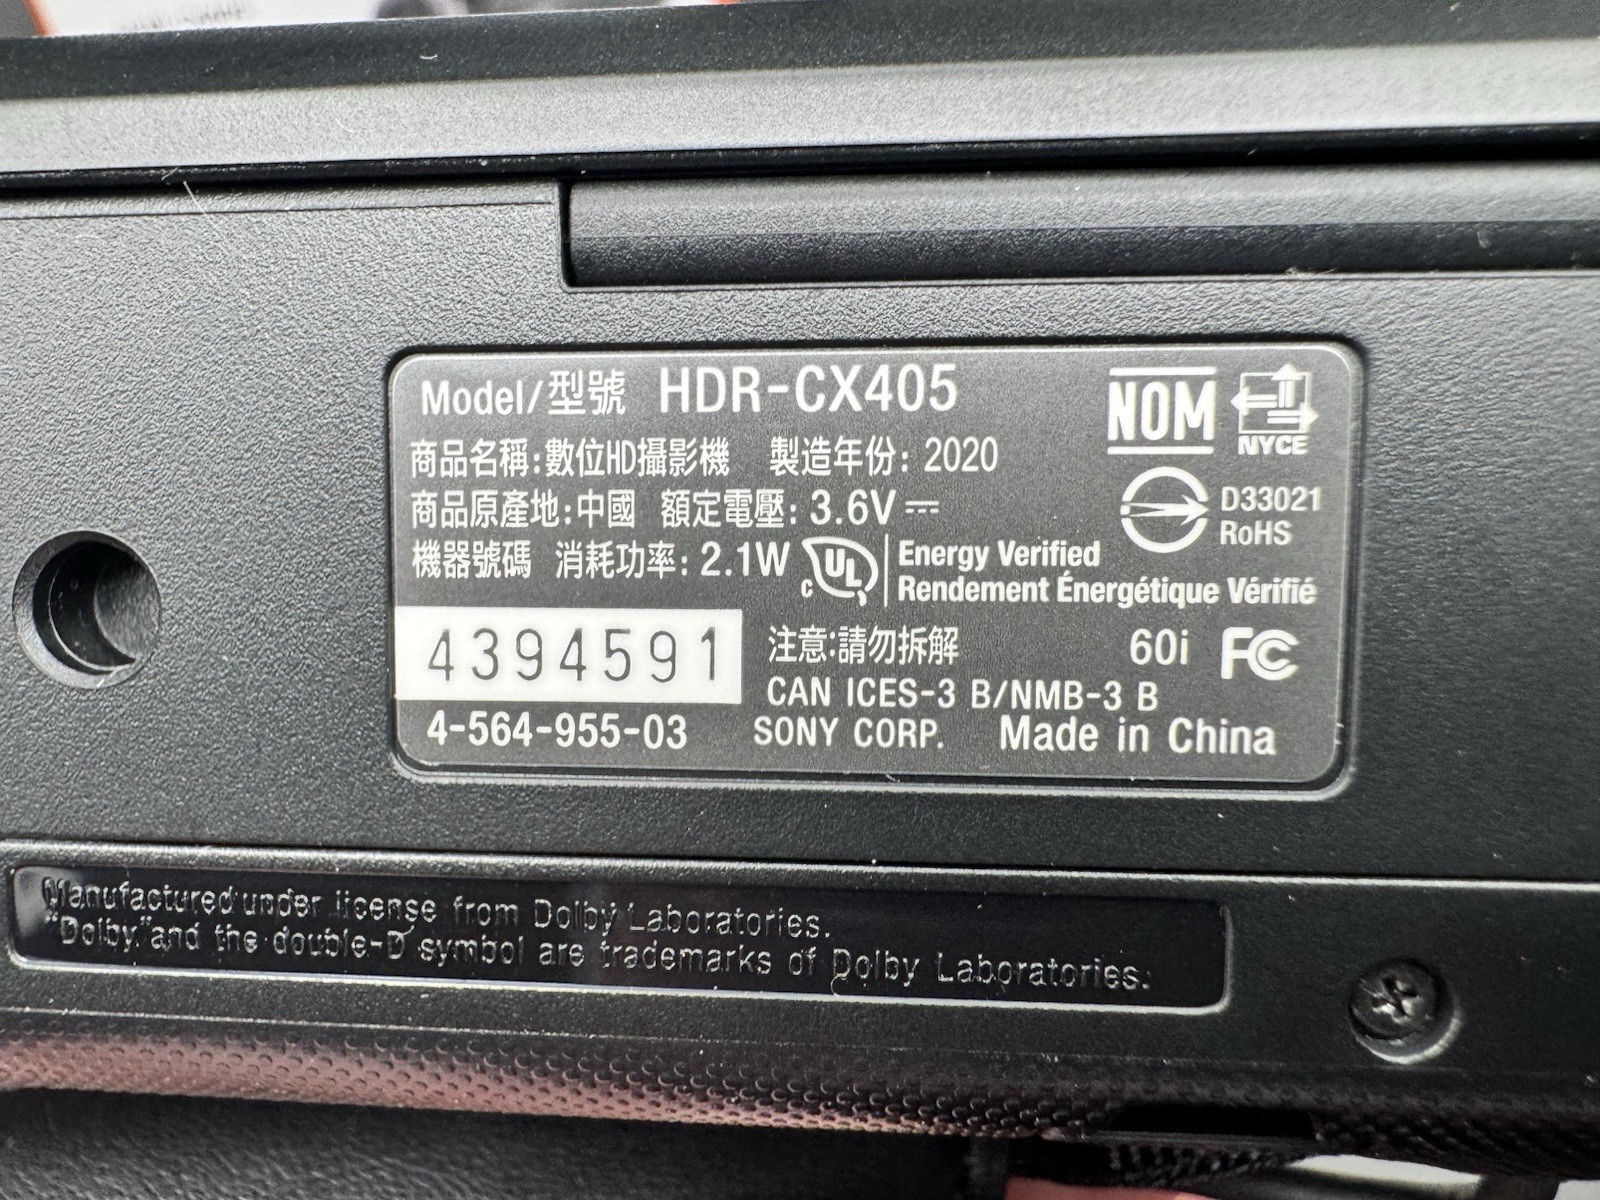 Model/型號 HDR-CX405
NOM
NYCE
商品名稱:數位HD攝影機 製造年份: 2020
商品原產地:中國 額定電壓: 3.6V
D33021
RoHS
機器號碼 消耗功率: 2.1W
c UL
Energy Verified
Rendement Énergétique Vérifié
4394591
注意:請勿拆解 60i FC
CAN ICES-3 B/NMB-3 B
4-564-955-03 SONY CORP. Made in China
Manufactured under license from Dolby Laboratories.
"Dolby" and the double-D symbol are trademarks of Dolby Laboratories.